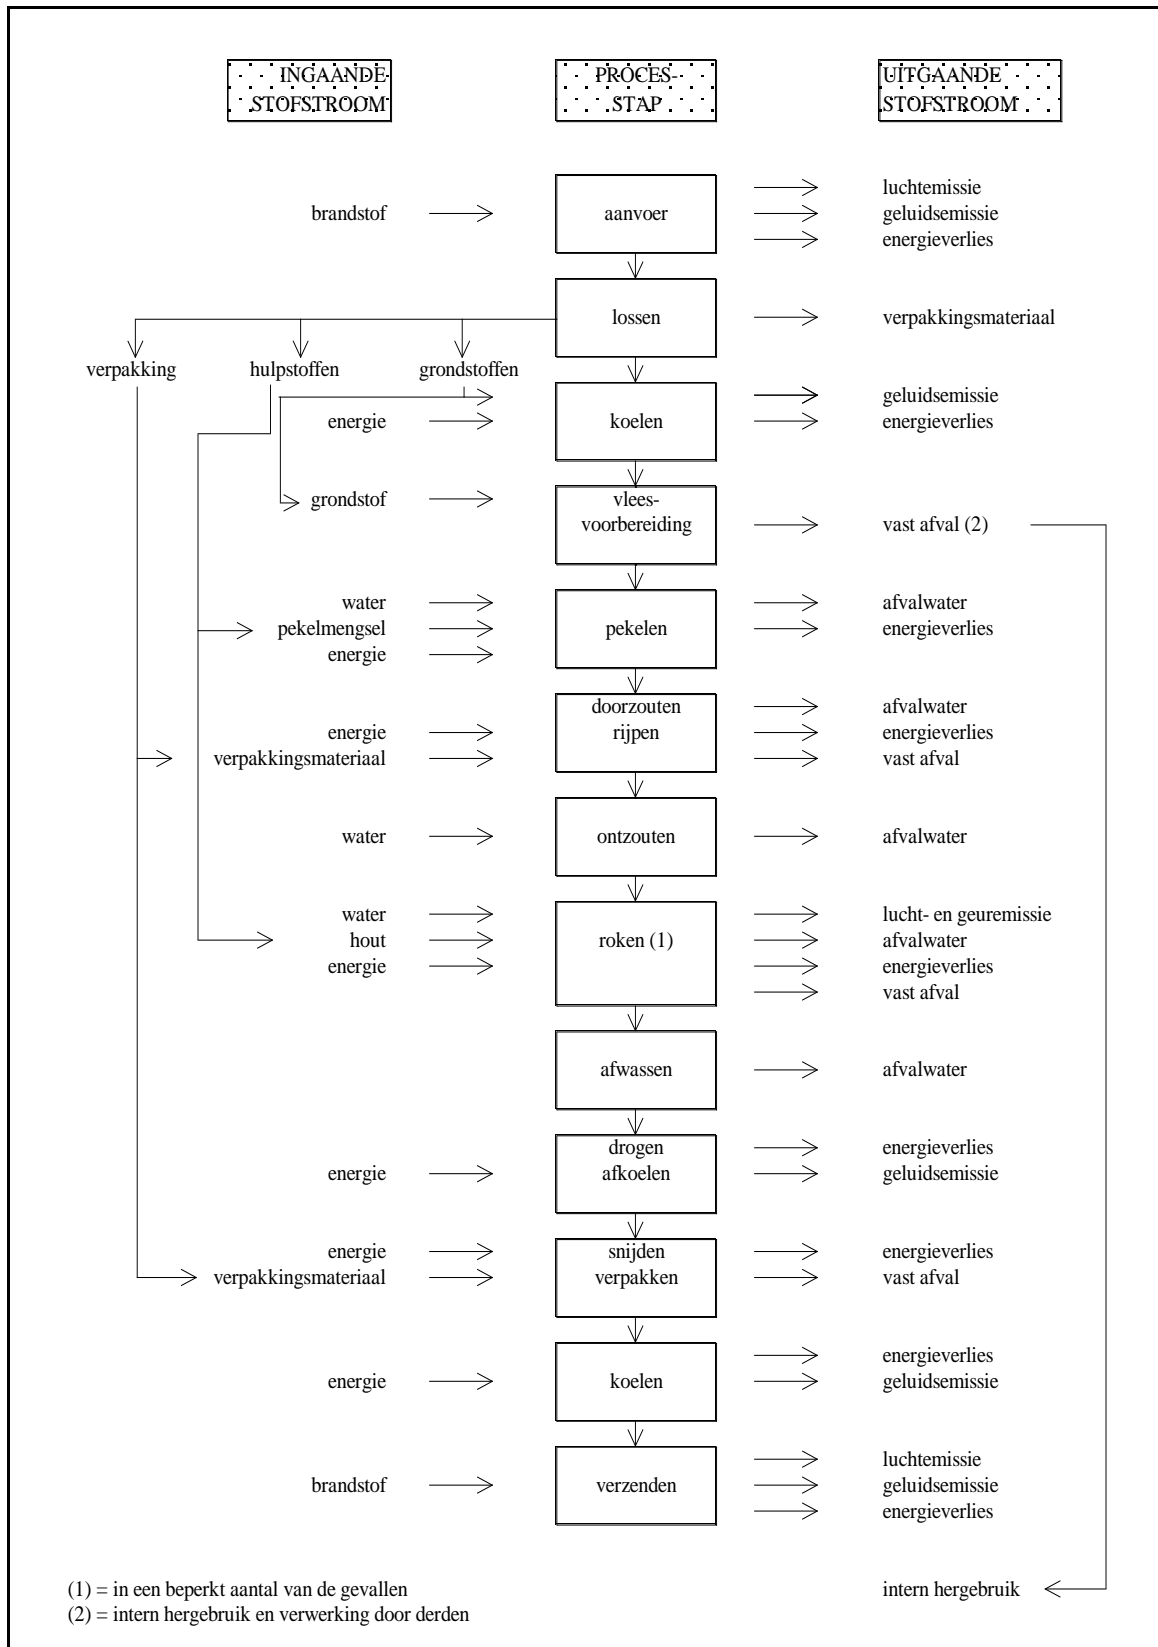 INGAANDE
STOFSTROOM
PROCES-
STAP
UITGAANDE
STOFSTROOM
luchtemissie
brandstof
aanvoer
geluidsemissie
energieverlies
lossen
verpakkingsmateriaal
verpakking
hulpstoffen
grondstoffen
geluidsemissie
energie
koelen
energieverlies
grondstof
vlees-
voorbereiding
vast afval (2)
water
afvalwater
pekelmengsel
pekelen
energieverlies
energie
doorzouten
afvalwater
energie
rijpen
energieverlies
verpakkingsmateriaal
vast afval
water
ontzouten
afvalwater
water
lucht- en geuremissie
hout
roken (1)
afvalwater
energie
energieverlies
vast afval
afwassen
afvalwater
drogen
energieverlies
energie
afkoelen
geluidsemissie
energie
snijden
energieverlies
verpakkingsmateriaal
verpakken
vast afval
energieverlies
energie
koelen
geluidsemissie
luchtemissie
brandstof
verzenden
geluidsemissie
energieverlies
(1) = in een beperkt aantal van de gevallen
intern hergebruik
(2) = intern hergebruik en verwerking door derden